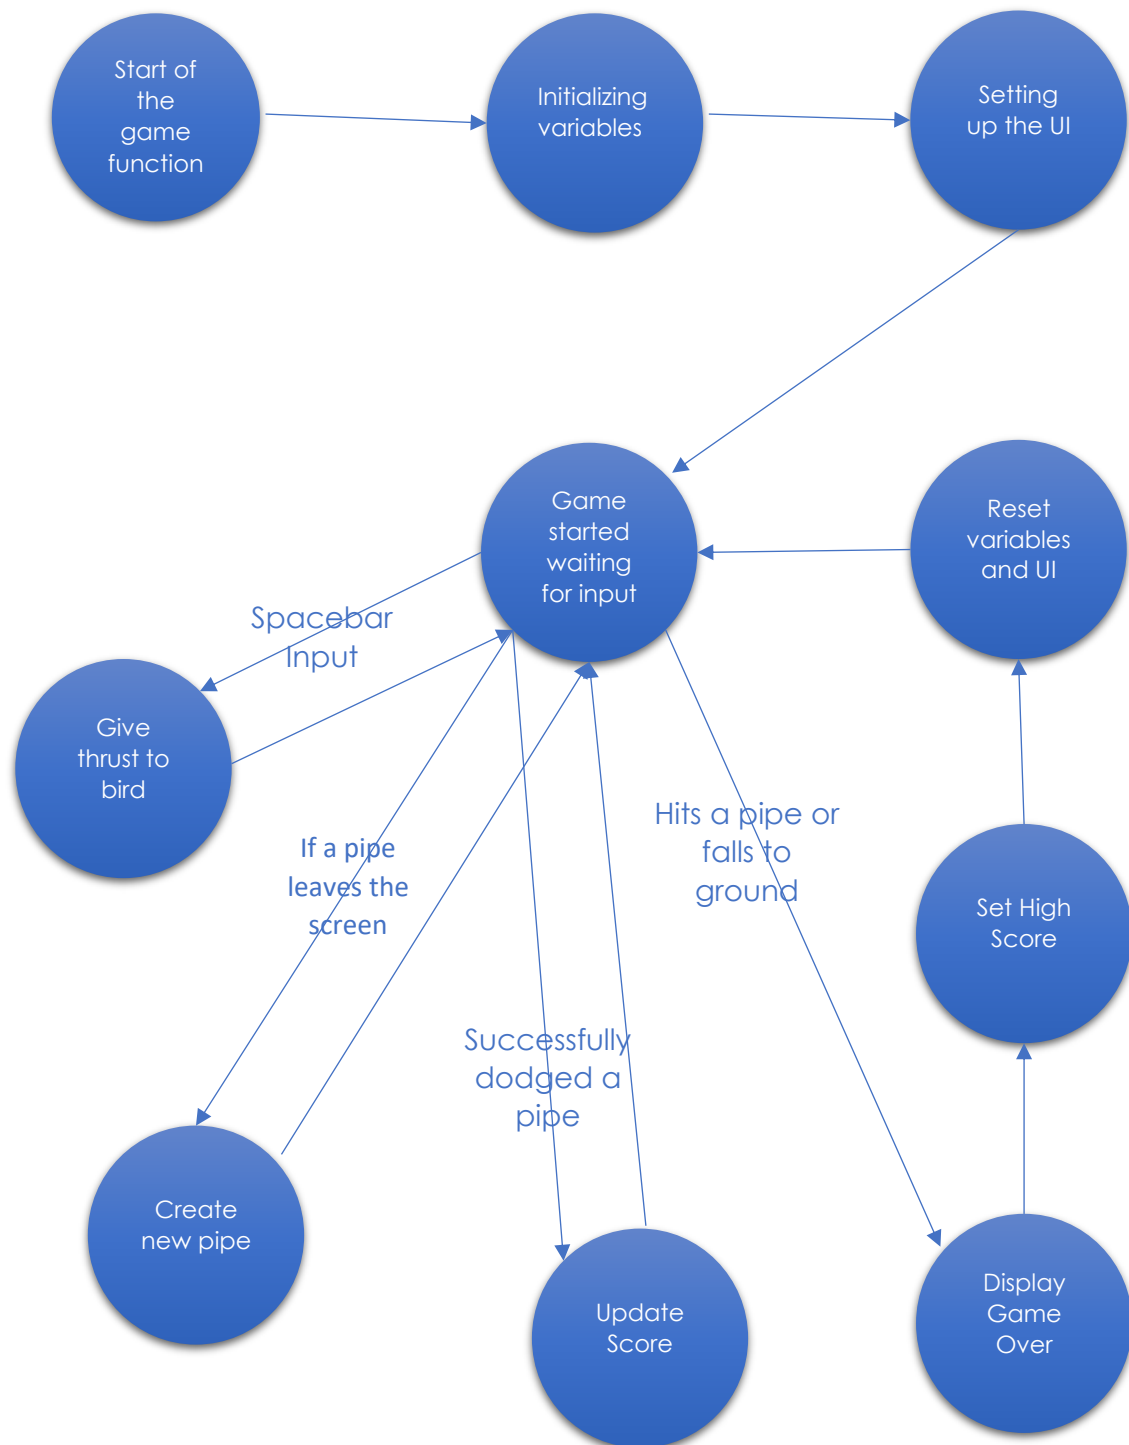 Start of
the
game
function
Initializing
variables
Setting
up the UI
Game
started
waiting
for input
Reset
variables
and UI
Spacebar
Input
Give
thrust to
bird
Hits a pipe or
falls to
ground
If a pipe
leaves the
screen
Set High
Score
Successfully
dodged a
pipe
Create
new pipe
Update
Score
Display
Game
Over